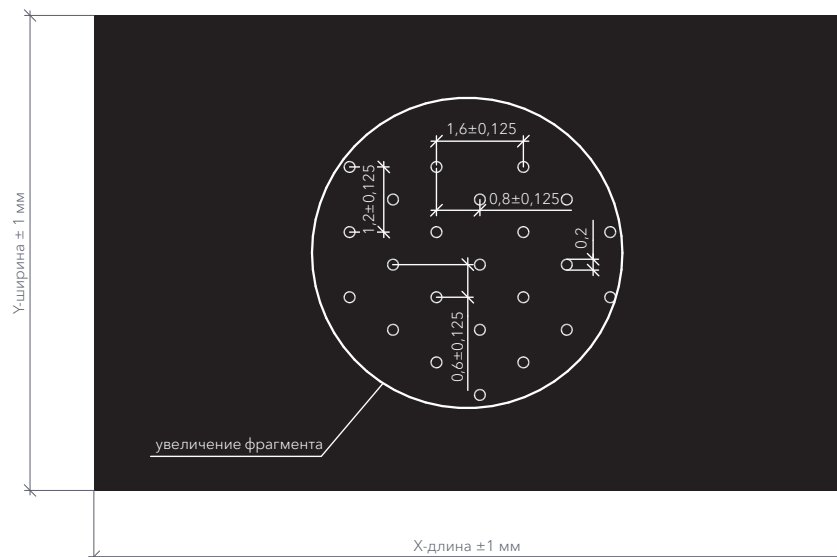 1,6±0,125
1,2±0,125
0,8±0,125
0,2
0,6±0,125
Y-ширина ± 1 мм
увеличение фрагмента
X-длина ±1 мм